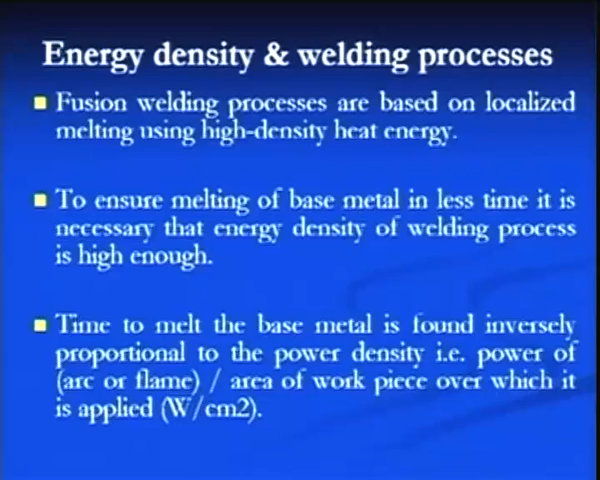 Energy density & welding processes
Fusion welding processes are based on localized
melting using high-density heat energy.
To ensure melting of base metal in less time it is
necessary that energy density of welding process
is high enough.
Time to melt the base metal is found inversely
proportional to the power density i.e. power of
(arc or flame) / area of work piece over which it
is applied (W/cm2).